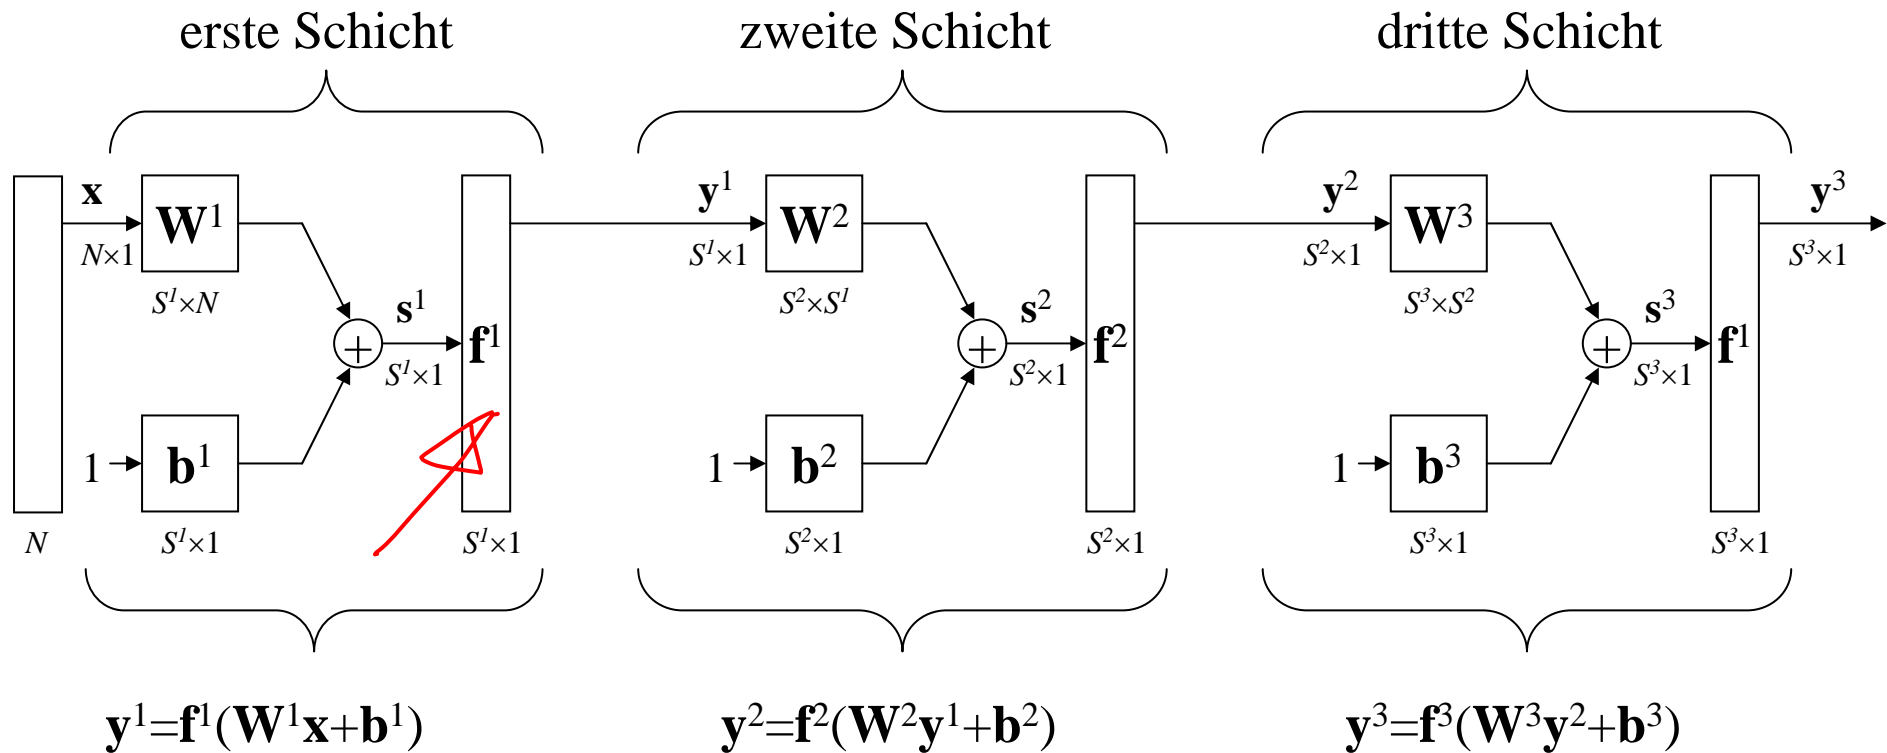 erste Schicht zweite Schicht dritte Schicht
x W¹ y¹ W² y² W³ y³
N×1 S¹×N S¹×1 S²×S¹ S²×1 S³×S² S³×1
s¹ s² s³
+ f¹ + f² + f¹
S¹×1 S²×1 S³×1
1 b¹ 1 b² 1 b³
N S¹×1 S¹×1 S²×1 S²×1 S³×1 S³×1
y¹=f¹(W¹x+b¹) y²=f²(W²y¹+b²) y³=f³(W³y²+b³)